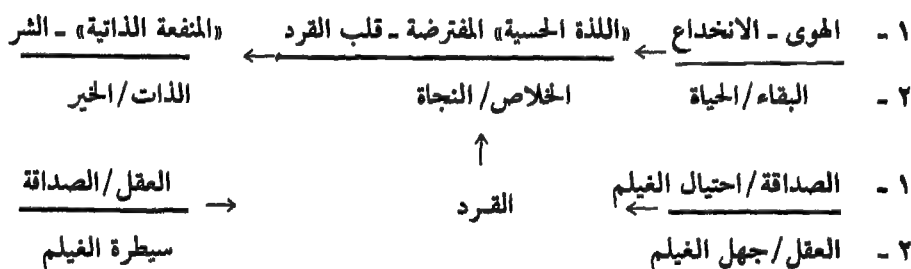 ١ - الهوى - الانخداع ← «اللذة الحسية» المفترضة - قلب القرد ← «المنفعة الذاتية» - الشر
٢ - البقاء/الحياة الخلاص/النجاة الذات/الخير
↑
١ - الصداقة/احتيال الغيلم ← القرد → العقل/الصداقة
٢ - العقل/جهل الغيلم سيطرة الغيلم